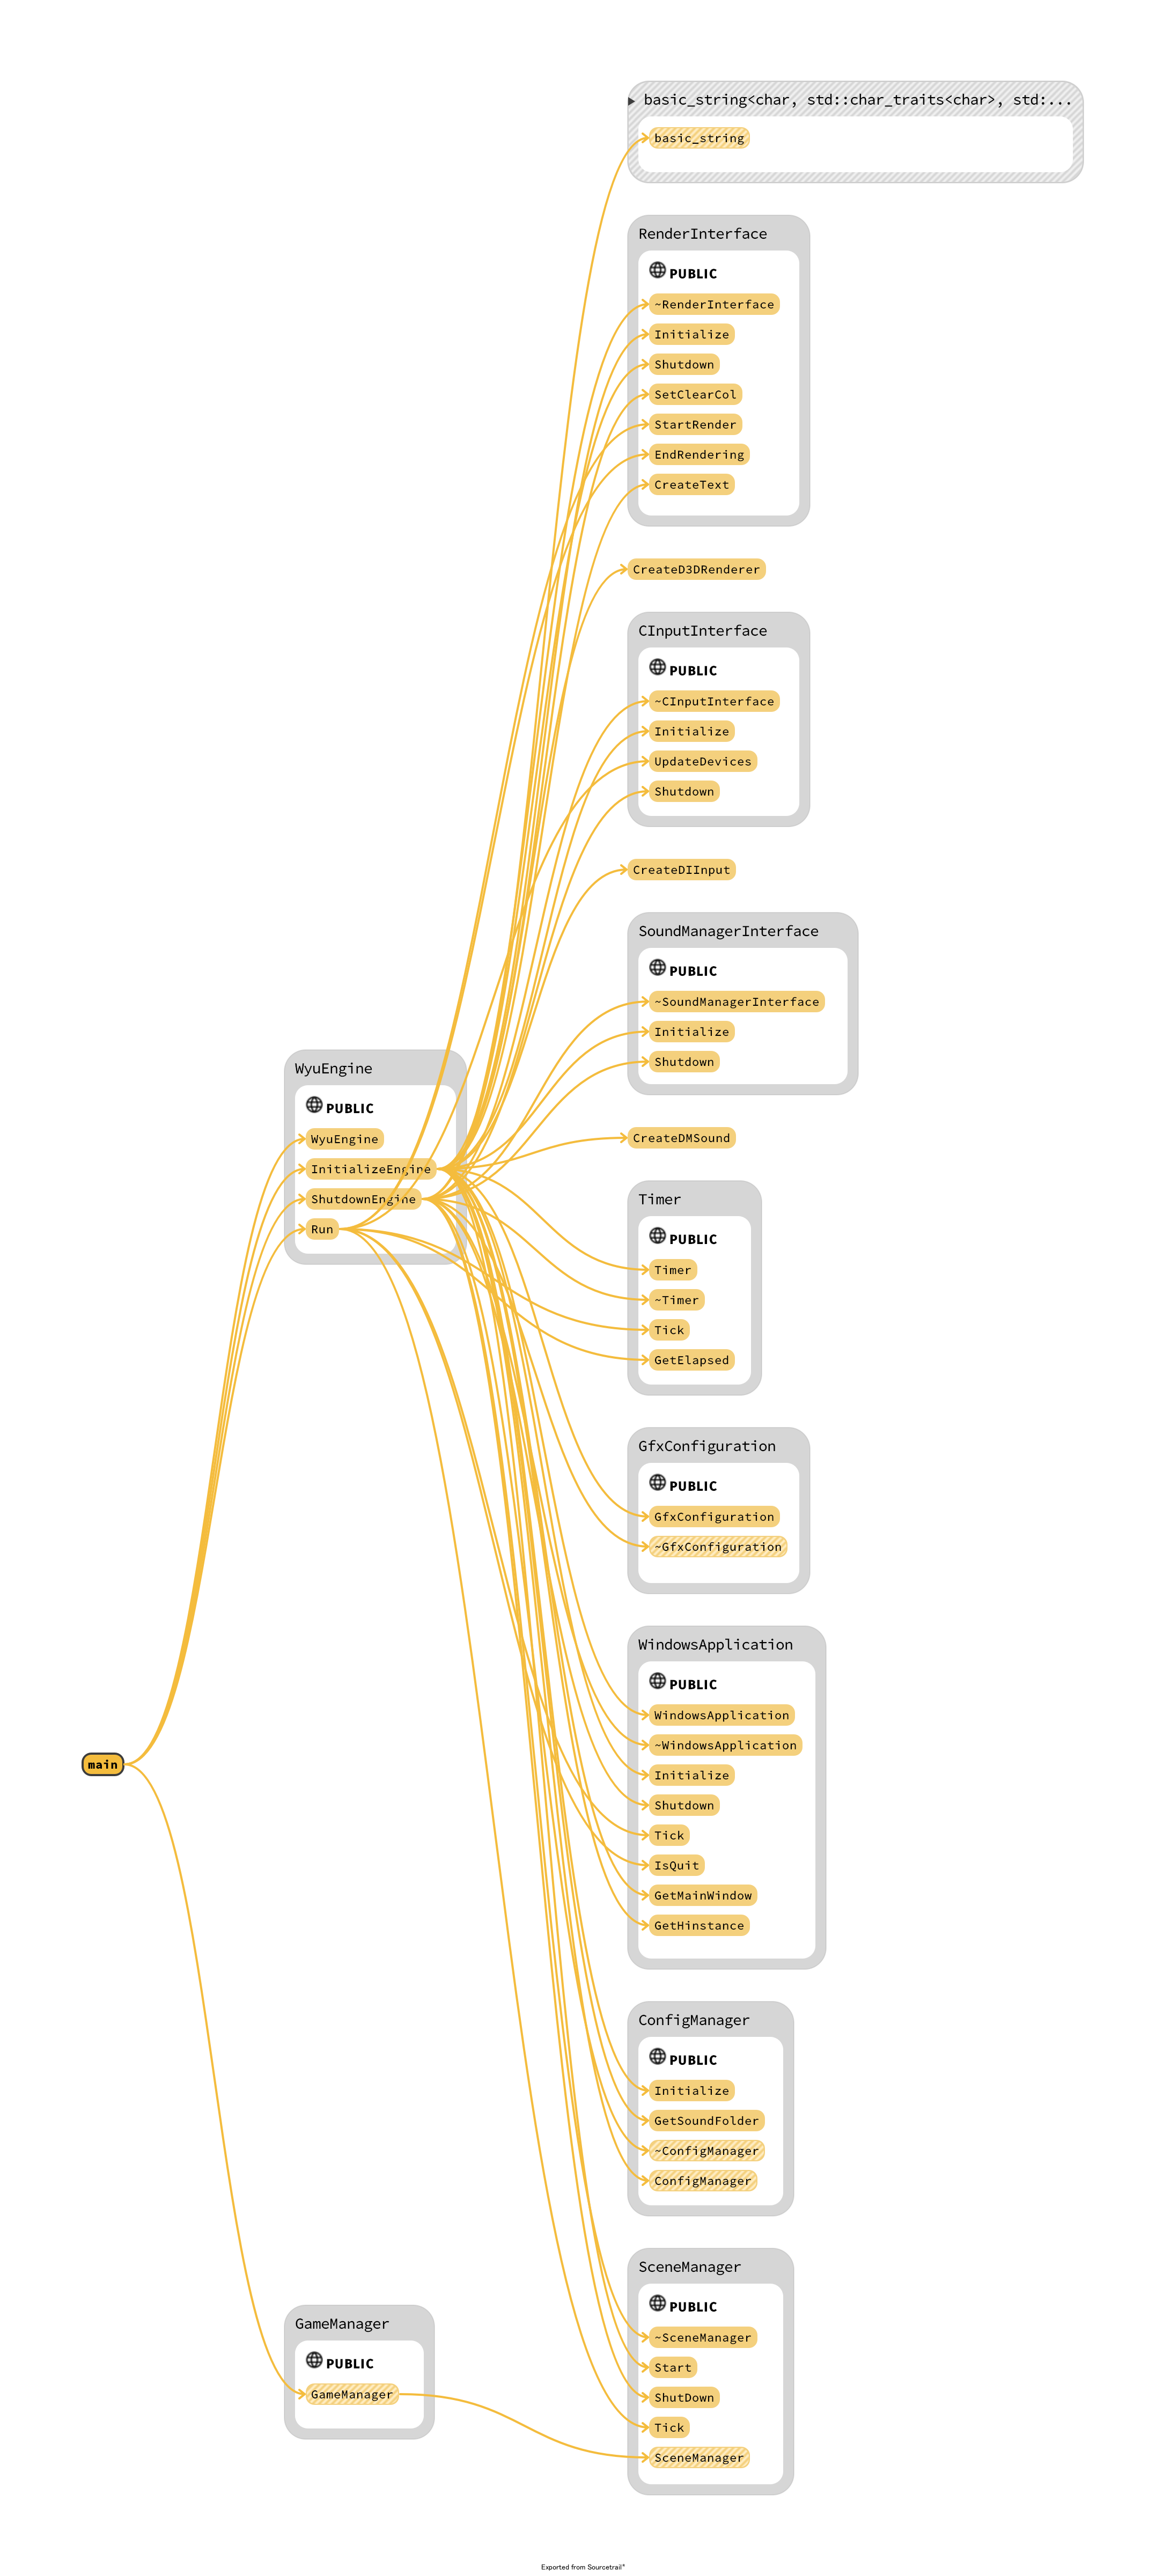 basic_string<char, std::char_traits<char>, std:...
basic_string
RenderInterface
PUBLIC
~RenderInterface
Initialize
Shutdown
SetClearCol
StartRender
EndRendering
CreateText
CreateD3DRenderer
CInputInterface
PUBLIC
~CInputInterface
Initialize
UpdateDevices
Shutdown
CreateDIInput
SoundManagerInterface
PUBLIC
~SoundManagerInterface
Initialize
Shutdown
WyuEngine
PUBLIC
WyuEngine
InitializeEngine
ShutdownEngine
Run
CreateDMSound
Timer
PUBLIC
Timer
~Timer
Tick
GetElapsed
GfxConfiguration
PUBLIC
GfxConfiguration
~GfxConfiguration
WindowsApplication
PUBLIC
WindowsApplication
~WindowsApplication
Initialize
Shutdown
Tick
IsQuit
GetMainWindow
GetHinstance
main
ConfigManager
PUBLIC
Initialize
GetSoundFolder
~ConfigManager
ConfigManager
SceneManager
PUBLIC
~SceneManager
Start
ShutDown
Tick
SceneManager
GameManager
PUBLIC
GameManager
Exported from Sourcetrail®